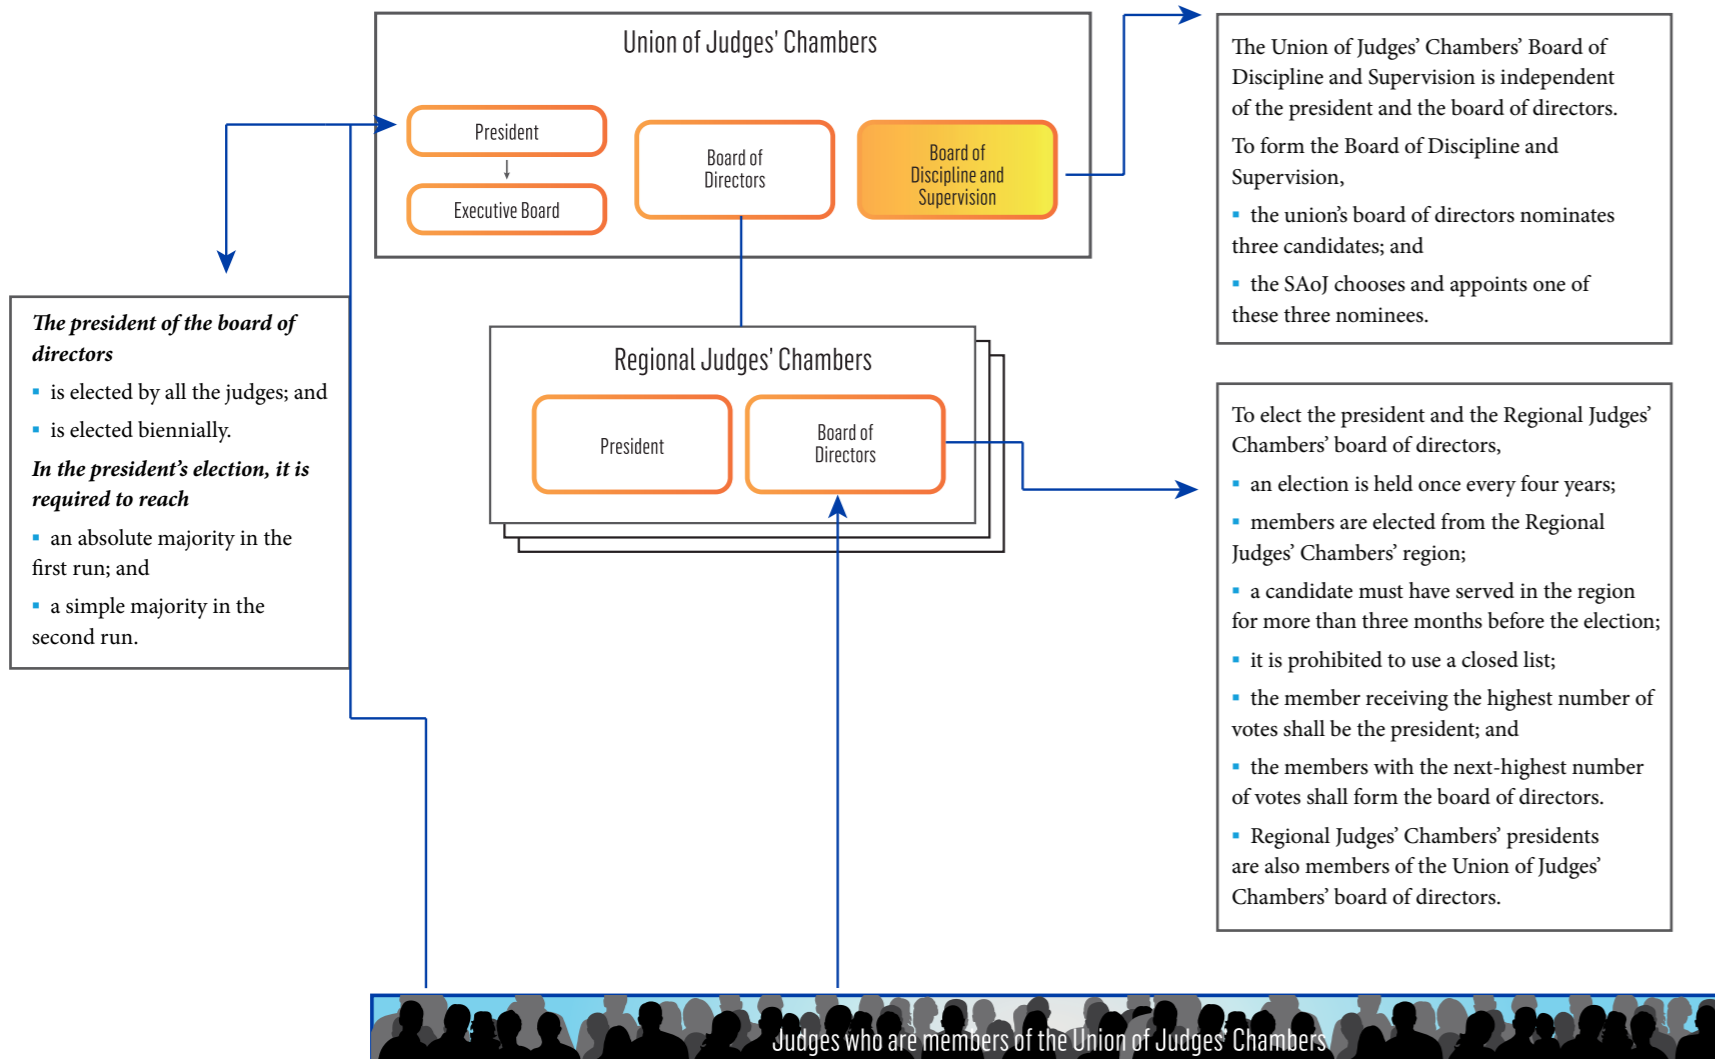 Union of Judges’ Chambers
President
Executive Board
Board of
Directors
Board of
Discipline and
Supervision
The Union of Judges’ Chambers’ Board of
Discipline and Supervision is independent
of the president and the board of directors.
To form the Board of Discipline and
Supervision,
▪ the union’s board of directors nominates
three candidates; and
▪ the SAoJ chooses and appoints one of
these three nominees.
The president of the board of
directors
▪ is elected by all the judges; and
▪ is elected biennially.
In the president’s election, it is
required to reach
▪ an absolute majority in the
first run; and
▪ a simple majority in the
second run.
Regional Judges’ Chambers
President
Board of
Directors
To elect the president and the Regional Judges’
Chambers’ board of directors,
▪ an election is held once every four years;
▪ members are elected from the Regional
Judges’ Chambers’ region;
▪ a candidate must have served in the region
for more than three months before the election;
▪ it is prohibited to use a closed list;
▪ the member receiving the highest number of
votes shall be the president; and
▪ the members with the next-highest number
of votes shall form the board of directors.
▪ Regional Judges’ Chambers’ presidents
are also members of the Union of Judges’
Chambers’ board of directors.
Judges who are members of the Union of Judges’ Chambers